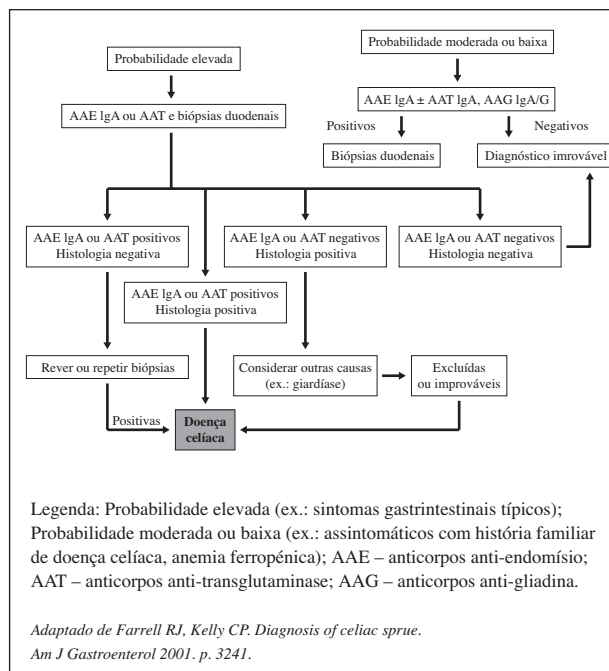 Probabilidade elevada
Probabilidade moderada ou baixa
AAE lgA ou AAT e biópsias duodenais
AAE lgA ± AAT lgA, AAG lgA/G
Positivos
Negativos
Biópsias duodenais
Diagnóstico imrovável
AAE lgA ou AAT positivos
Histologia negativa
AAE lgA ou AAT negativos
Histologia positiva
AAE lgA ou AAT negativos
Histologia negativa
AAE lgA ou AAT positivos
Histologia positiva
Rever ou repetir biópsias
Considerar outras causas
(ex.: giardíase)
Excluídas
ou improváveis
Positivas
Doença
celíaca
Legenda: Probabilidade elevada (ex.: sintomas gastrintestinais típicos);
Probabilidade moderada ou baixa (ex.: assintomáticos com história familiar
de doença celíaca, anemia ferropénica); AAE – anticorpos anti-endomísio;
AAT – anticorpos anti-transglutaminase; AAG – anticorpos anti-gliadina.
Adaptado de Farrell RJ, Kelly CP. Diagnosis of celiac sprue.
Am J Gastroenterol 2001. p. 3241.